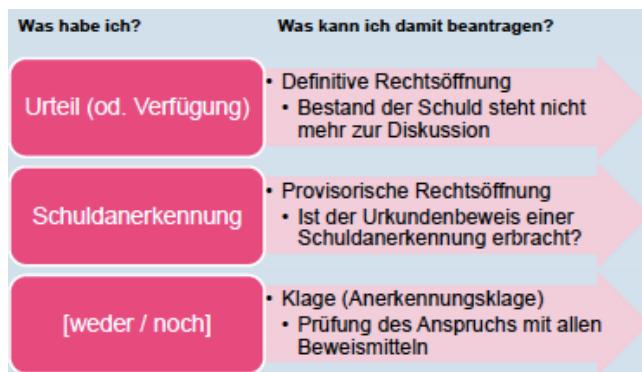 Was habe ich?
Was kann ich damit beantragen?
Urteil (od. Verfügung)
• Definitive Rechtsöffnung
• Bestand der Schuld steht nicht
mehr zur Diskussion
Schuldanerkennung
• Provisorische Rechtsöffnung
• Ist der Urkundenbeweis einer
Schuldanerkennung erbracht?
[weder / noch]
• Klage (Anerkennungsklage)
• Prüfung des Anspruchs mit allen
Beweismitteln